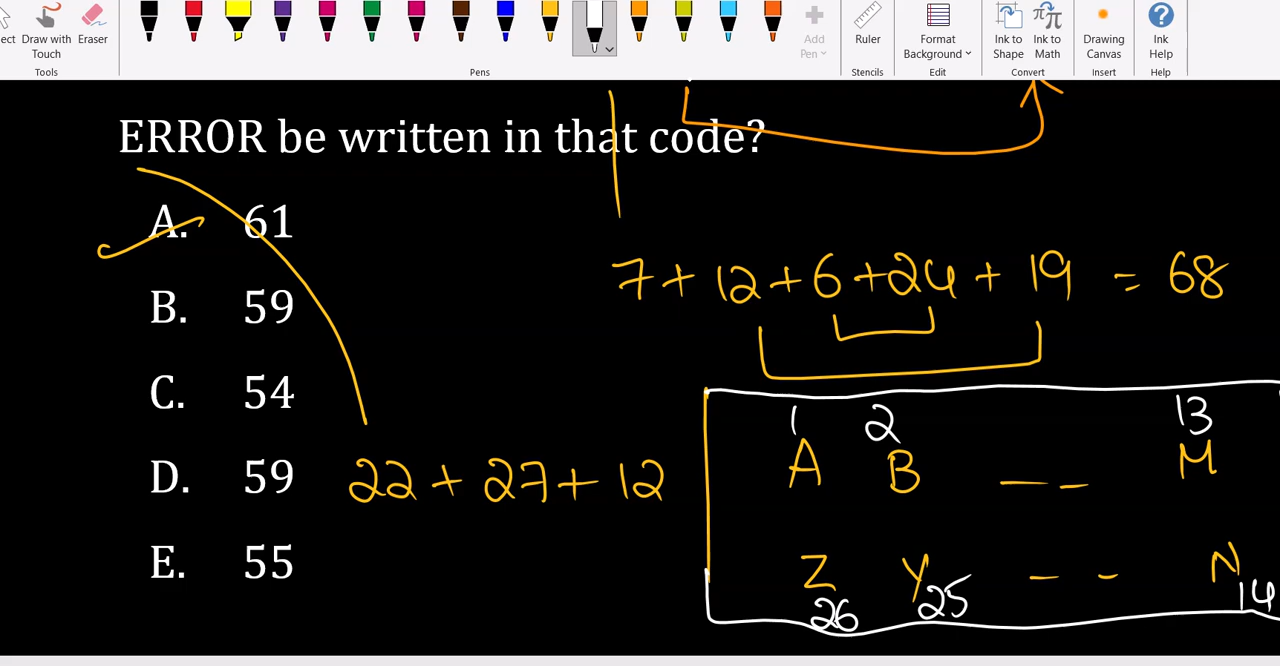 ect Draw with Touch Eraser Add Pen Ruler Format Background Ink to Shape Ink to Math Drawing Canvas Ink Help
Tools Pens Stencils Edit Convert Insert Help
ERROR be written in that code?
A. 61
7 + 12 + 6 + 24 + 19 = 68
B. 59
C. 54
1 2 13
A B -- M
D. 59 22 + 27 + 12
E. 55
Z Y -- N
26 25 14